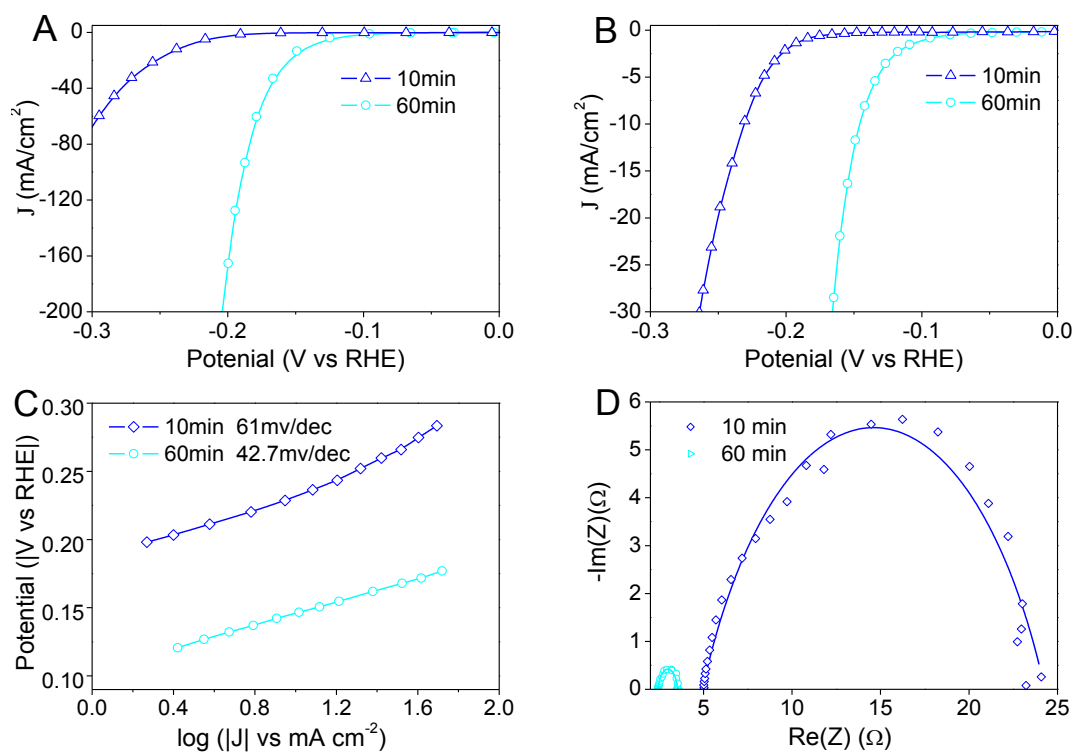 A
0
-40
-80
-120
-160
-200
J (mA/cm²)
10min
60min
-0.3
-0.2
-0.1
0.0
Potenial (V vs RHE)
B
0
-5
-10
-15
-20
-25
-30
J (mA/cm²)
10min
60min
-0.3
-0.2
-0.1
0.0
Potenial (V vs RHE)
C
0.30
0.25
0.20
0.15
0.10
Potential (|V vs RHE|)
10min 61mv/dec
60min 42.7mv/dec
0.0
0.4
0.8
1.2
1.6
2.0
log (|J| vs mA cm⁻²)
D
6
5
4
3
2
1
0
-Im(Z)(Ω)
10 min
60 min
5
10
15
20
25
Re(Z) (Ω)